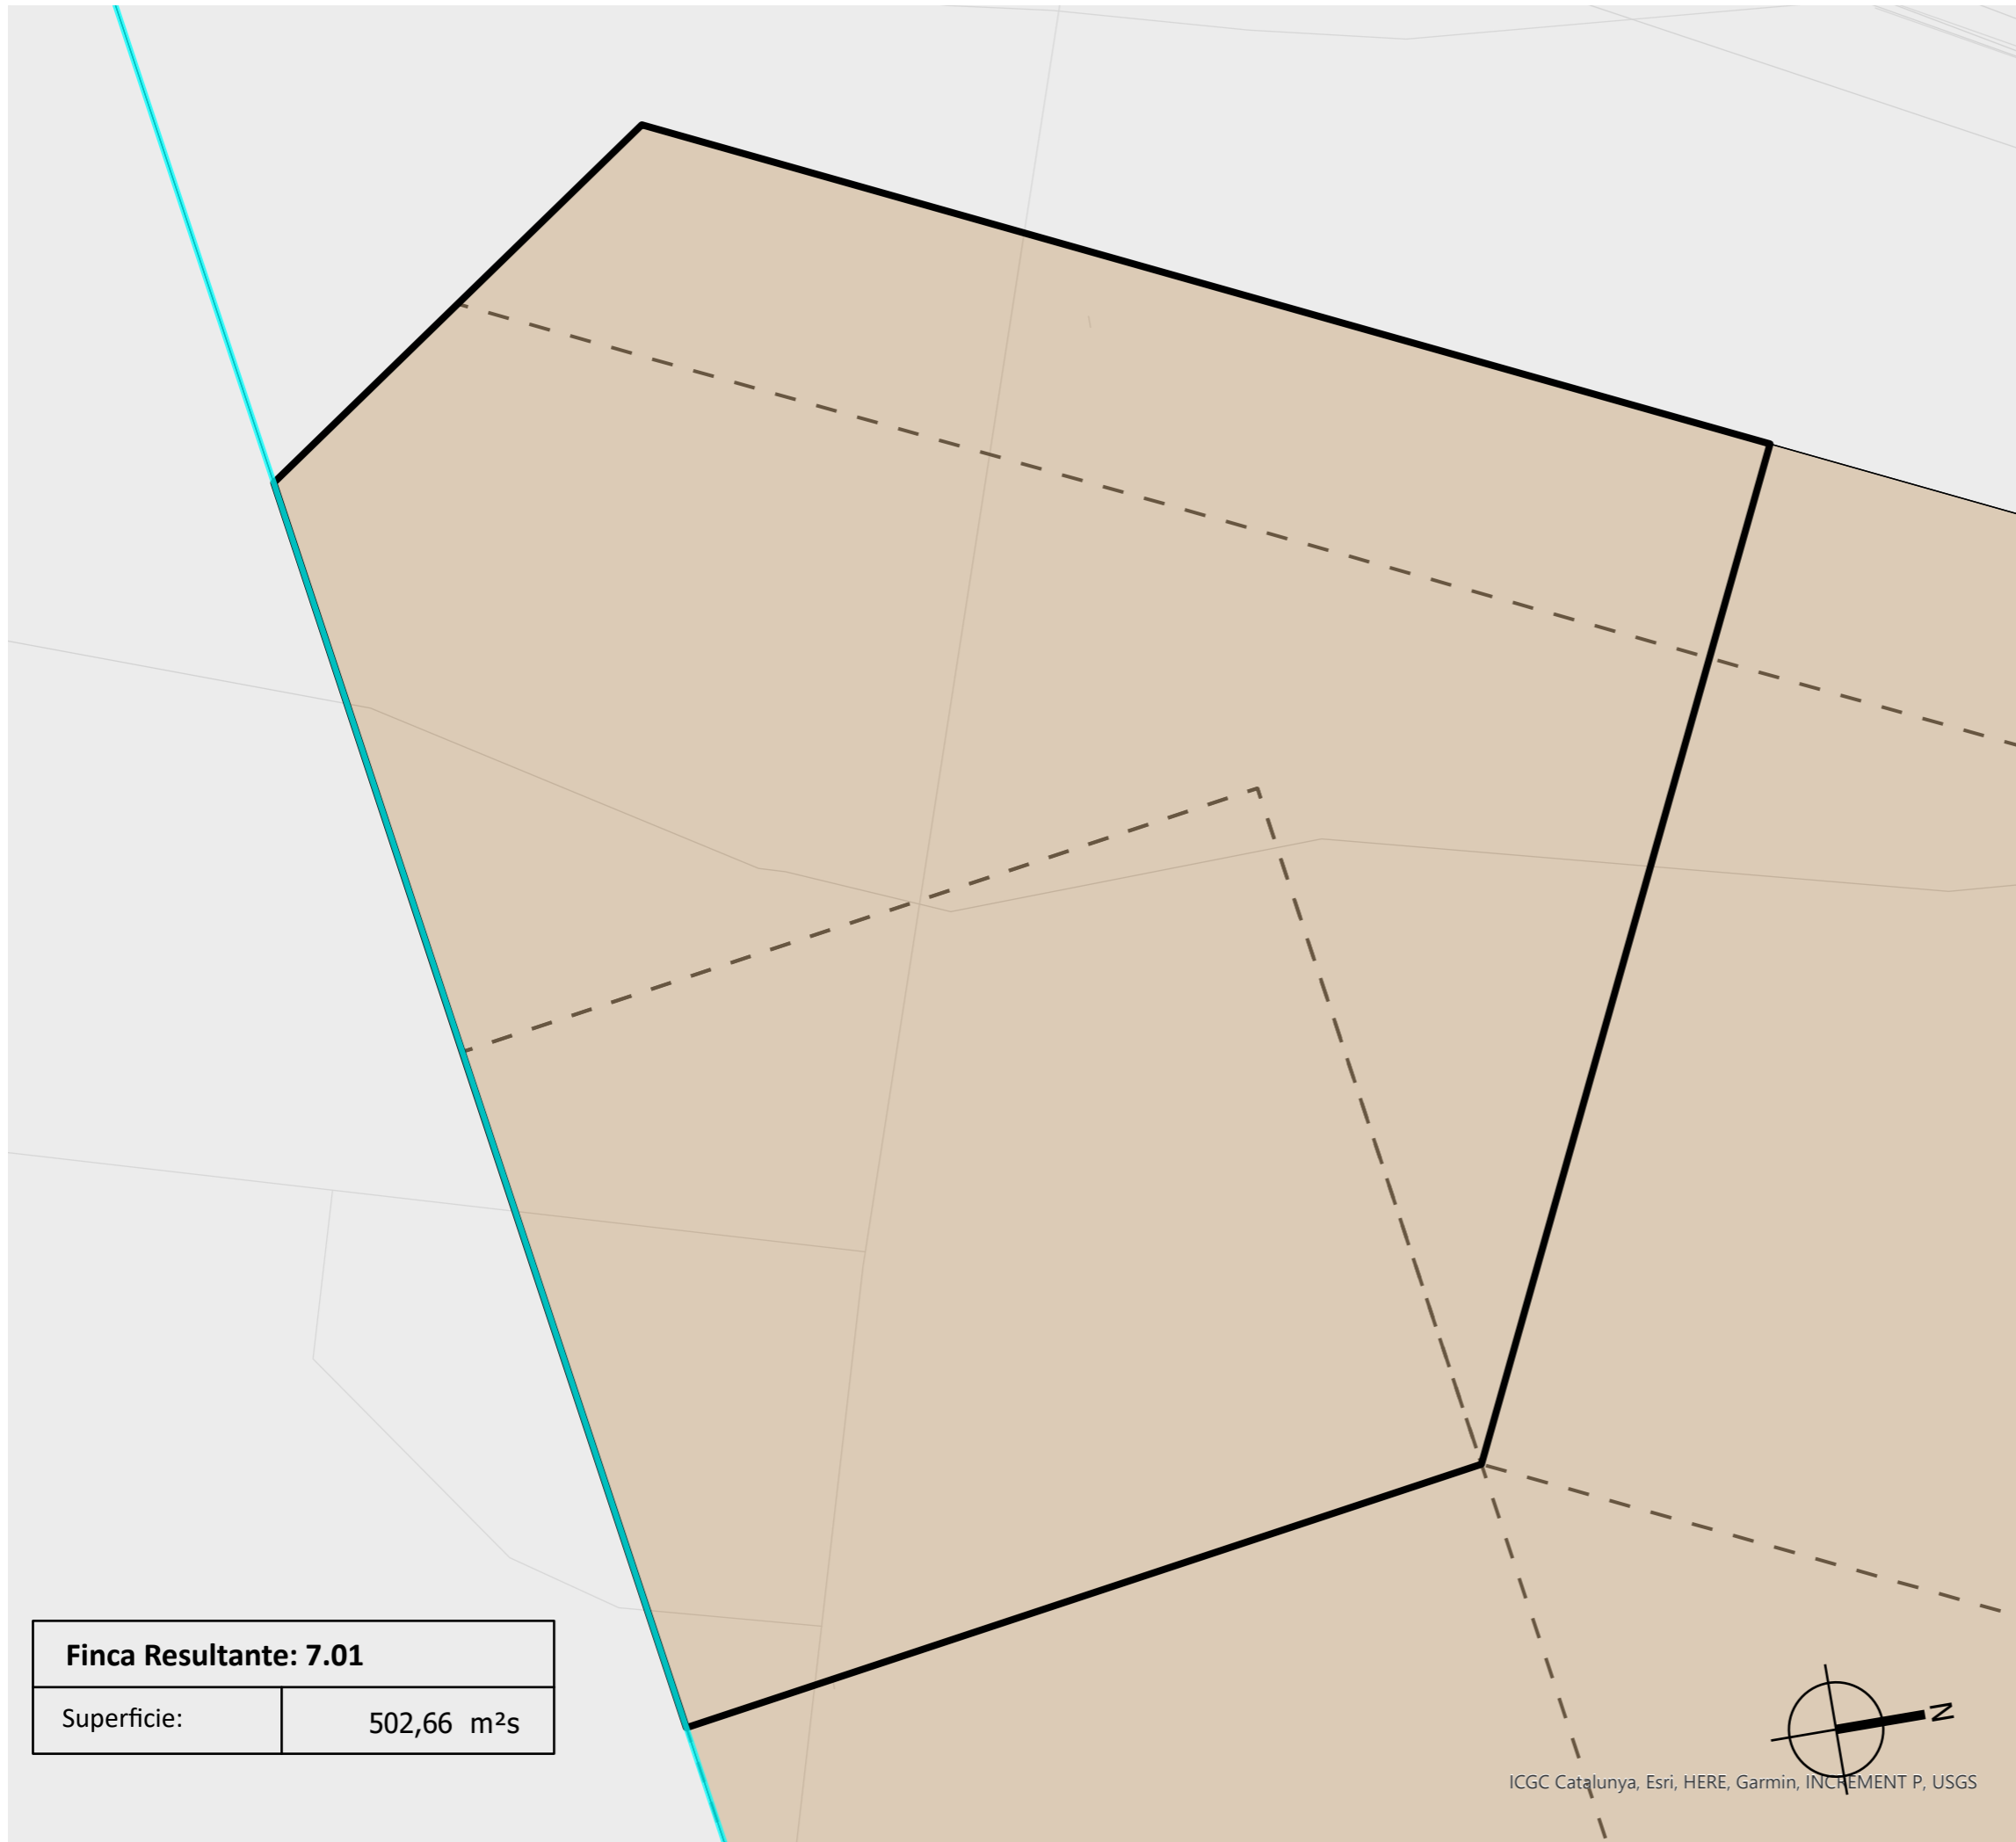 Finca Resultante: 7.01
Superficie: 502,66 m²s
N
ICGC Catalunya, Esri, HERE, Garmin, INCREMENT P, USGS